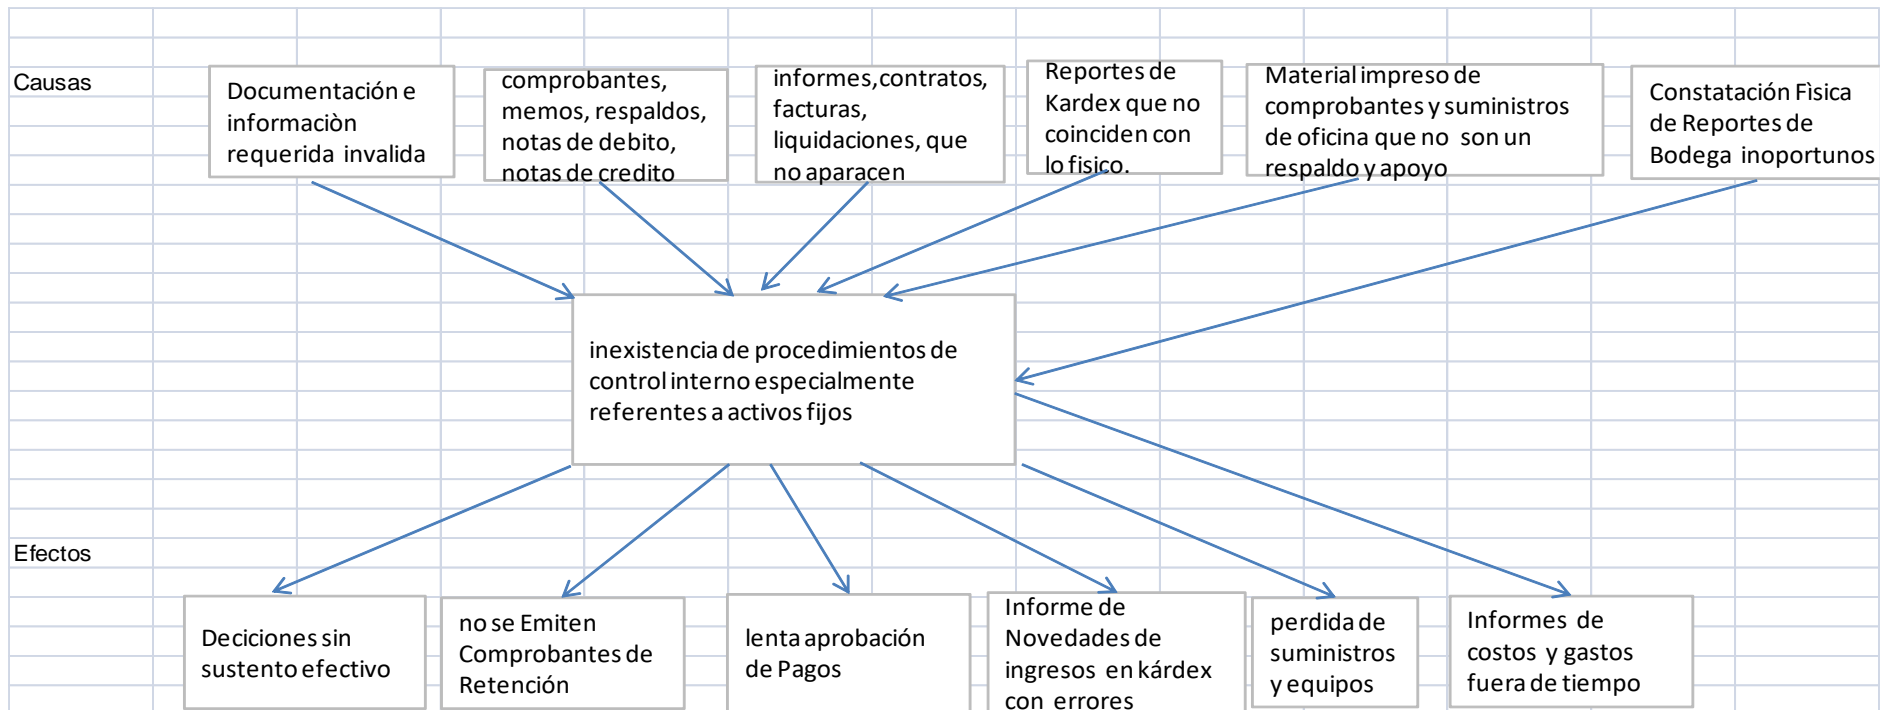 Causas
Documentación e
informaciòn
requerida invalida
comprobantes,
memos, respaldos,
notas de debito,
notas de credito
informes,contratos,
facturas,
liquidaciones, que
no aparacen
Reportes de
Kardex que no
coinciden con
lo fisico.
Material impreso de
comprobantes y suministros
de oficina que no son un
respaldo y apoyo
Constatación Fìsica
de Reportes de
Bodega inoportunos
inexistencia de procedimientos de
control interno especialmente
referentes a activos fijos
Efectos
Deciciones sin
sustento efectivo
no se Emiten
Comprobantes de
Retención
lenta aprobación
de Pagos
Informe de
Novedades de
ingresos en kárdex
con errores
perdida de
suministros
y equipos
Informes de
costos y gastos
fuera de tiempo